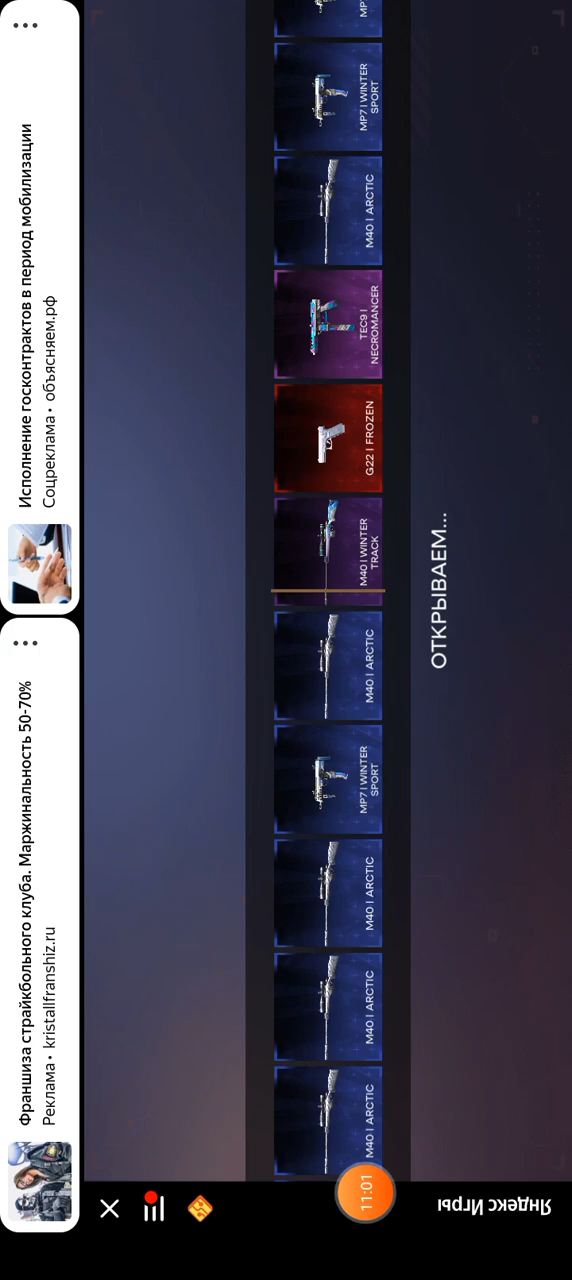 Франшиза страйкбольного клуба. Маржинальность 50-70%
Реклама • kristallfranshiz.ru
Исполнение госконтрактов в период мобилизации
Соцреклама • объясняем.рф
M40 | ARCTIC
M40 | ARCTIC
M40 | ARCTIC
MP7 | WINTER
SPORT
M40 | ARCTIC
M40 | WINTER
TRACK
G22 | FROZEN
TEC9 |
NECROMANCER
M40 | ARCTIC
MP7 | WINTER
SPORT
ОТКРЫВАЕМ...
11:01
Яндекс Игры